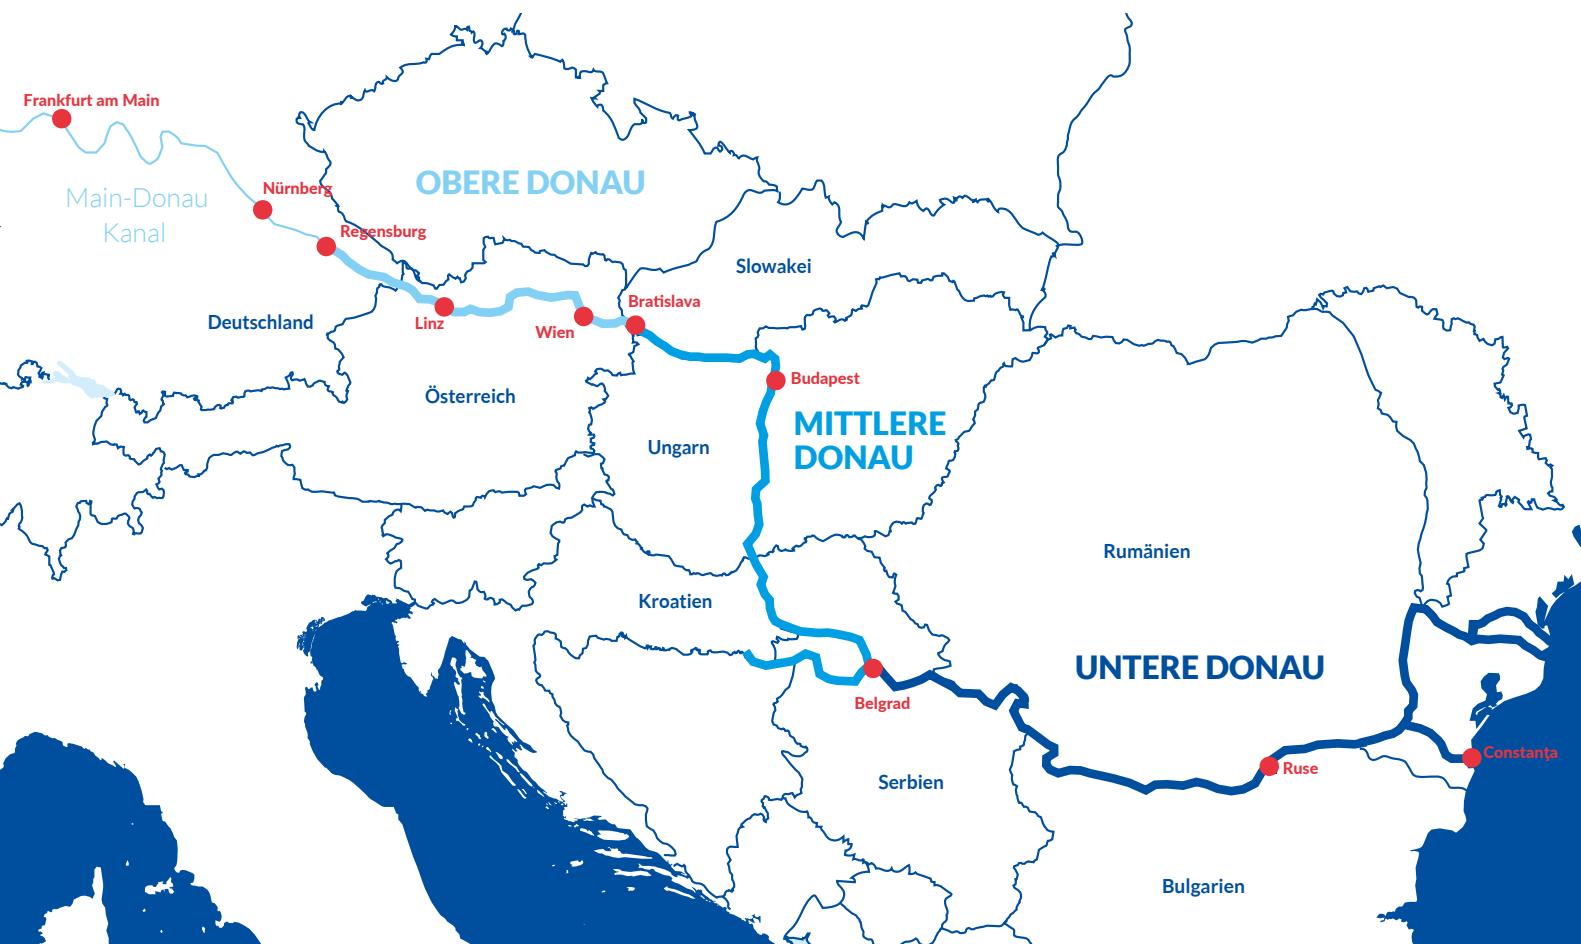 Frankfurt am Main
Nürnberg
Main-Donau
Kanal
OBERE DONAU
Regensburg
Slowakei
Bratislava
Deutschland
Linz
Wien
Budapest
Österreich
MITTLERE
DONAU
Ungarn
Rumänien
Kroatien
UNTERE DONAU
Belgrad
Constanța
Ruse
Serbien
Bulgarien